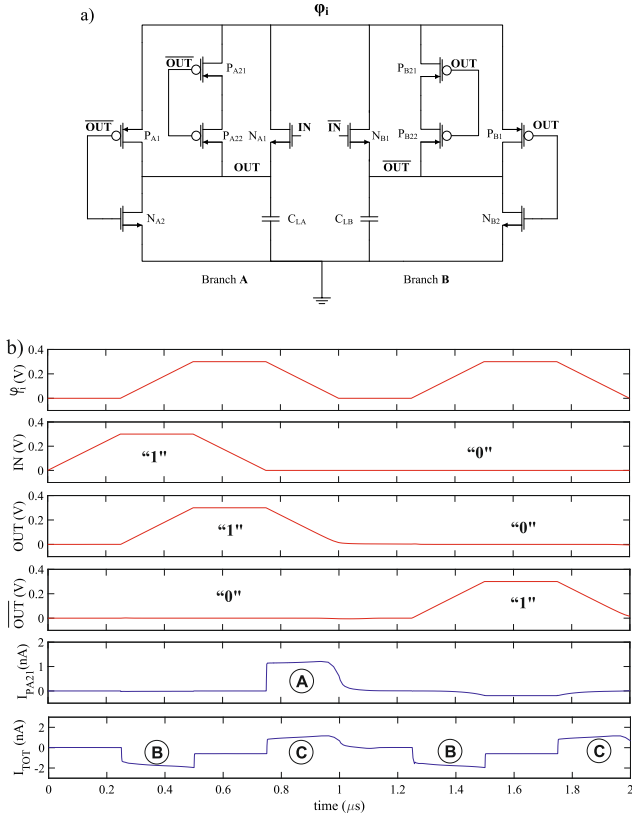 a)
φi
OUT
PA21
OUT
PA1
PA22
NA1
IN
OUT
NA2
CLA
Branch A
IN
NB1
PB21
OUT
PB22
PB1
OUT
OUT
CLB
NB2
Branch B
b)
φi (V)
0.4
0.2
0
IN (V)
0.4
0.2
0
“1"
“0"
OUT (V)
0.4
0.2
0
“1"
“0"
OUT (V)
0.4
0.2
0
“0"
“1"
IPA21(nA)
2
1
0
A
ITOT (nA)
2
0
-2
B
C
B
C
0 0.2 0.4 0.6 0.8 1 1.2 1.4 1.6 1.8 2
time (μs)